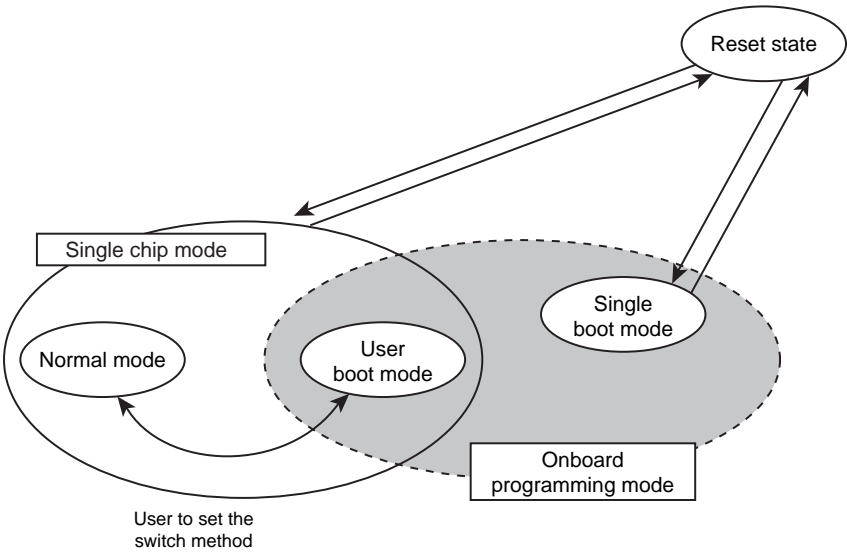 Reset state
Single chip mode
Single
boot mode
Normal mode
User
boot mode
Onboard
programming mode
User to set the
switch method